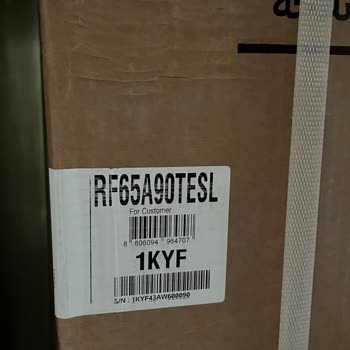 RF65A90TESL
For Customer
8 806094 964707
1KYF
S/N : 1KYF43AW600090